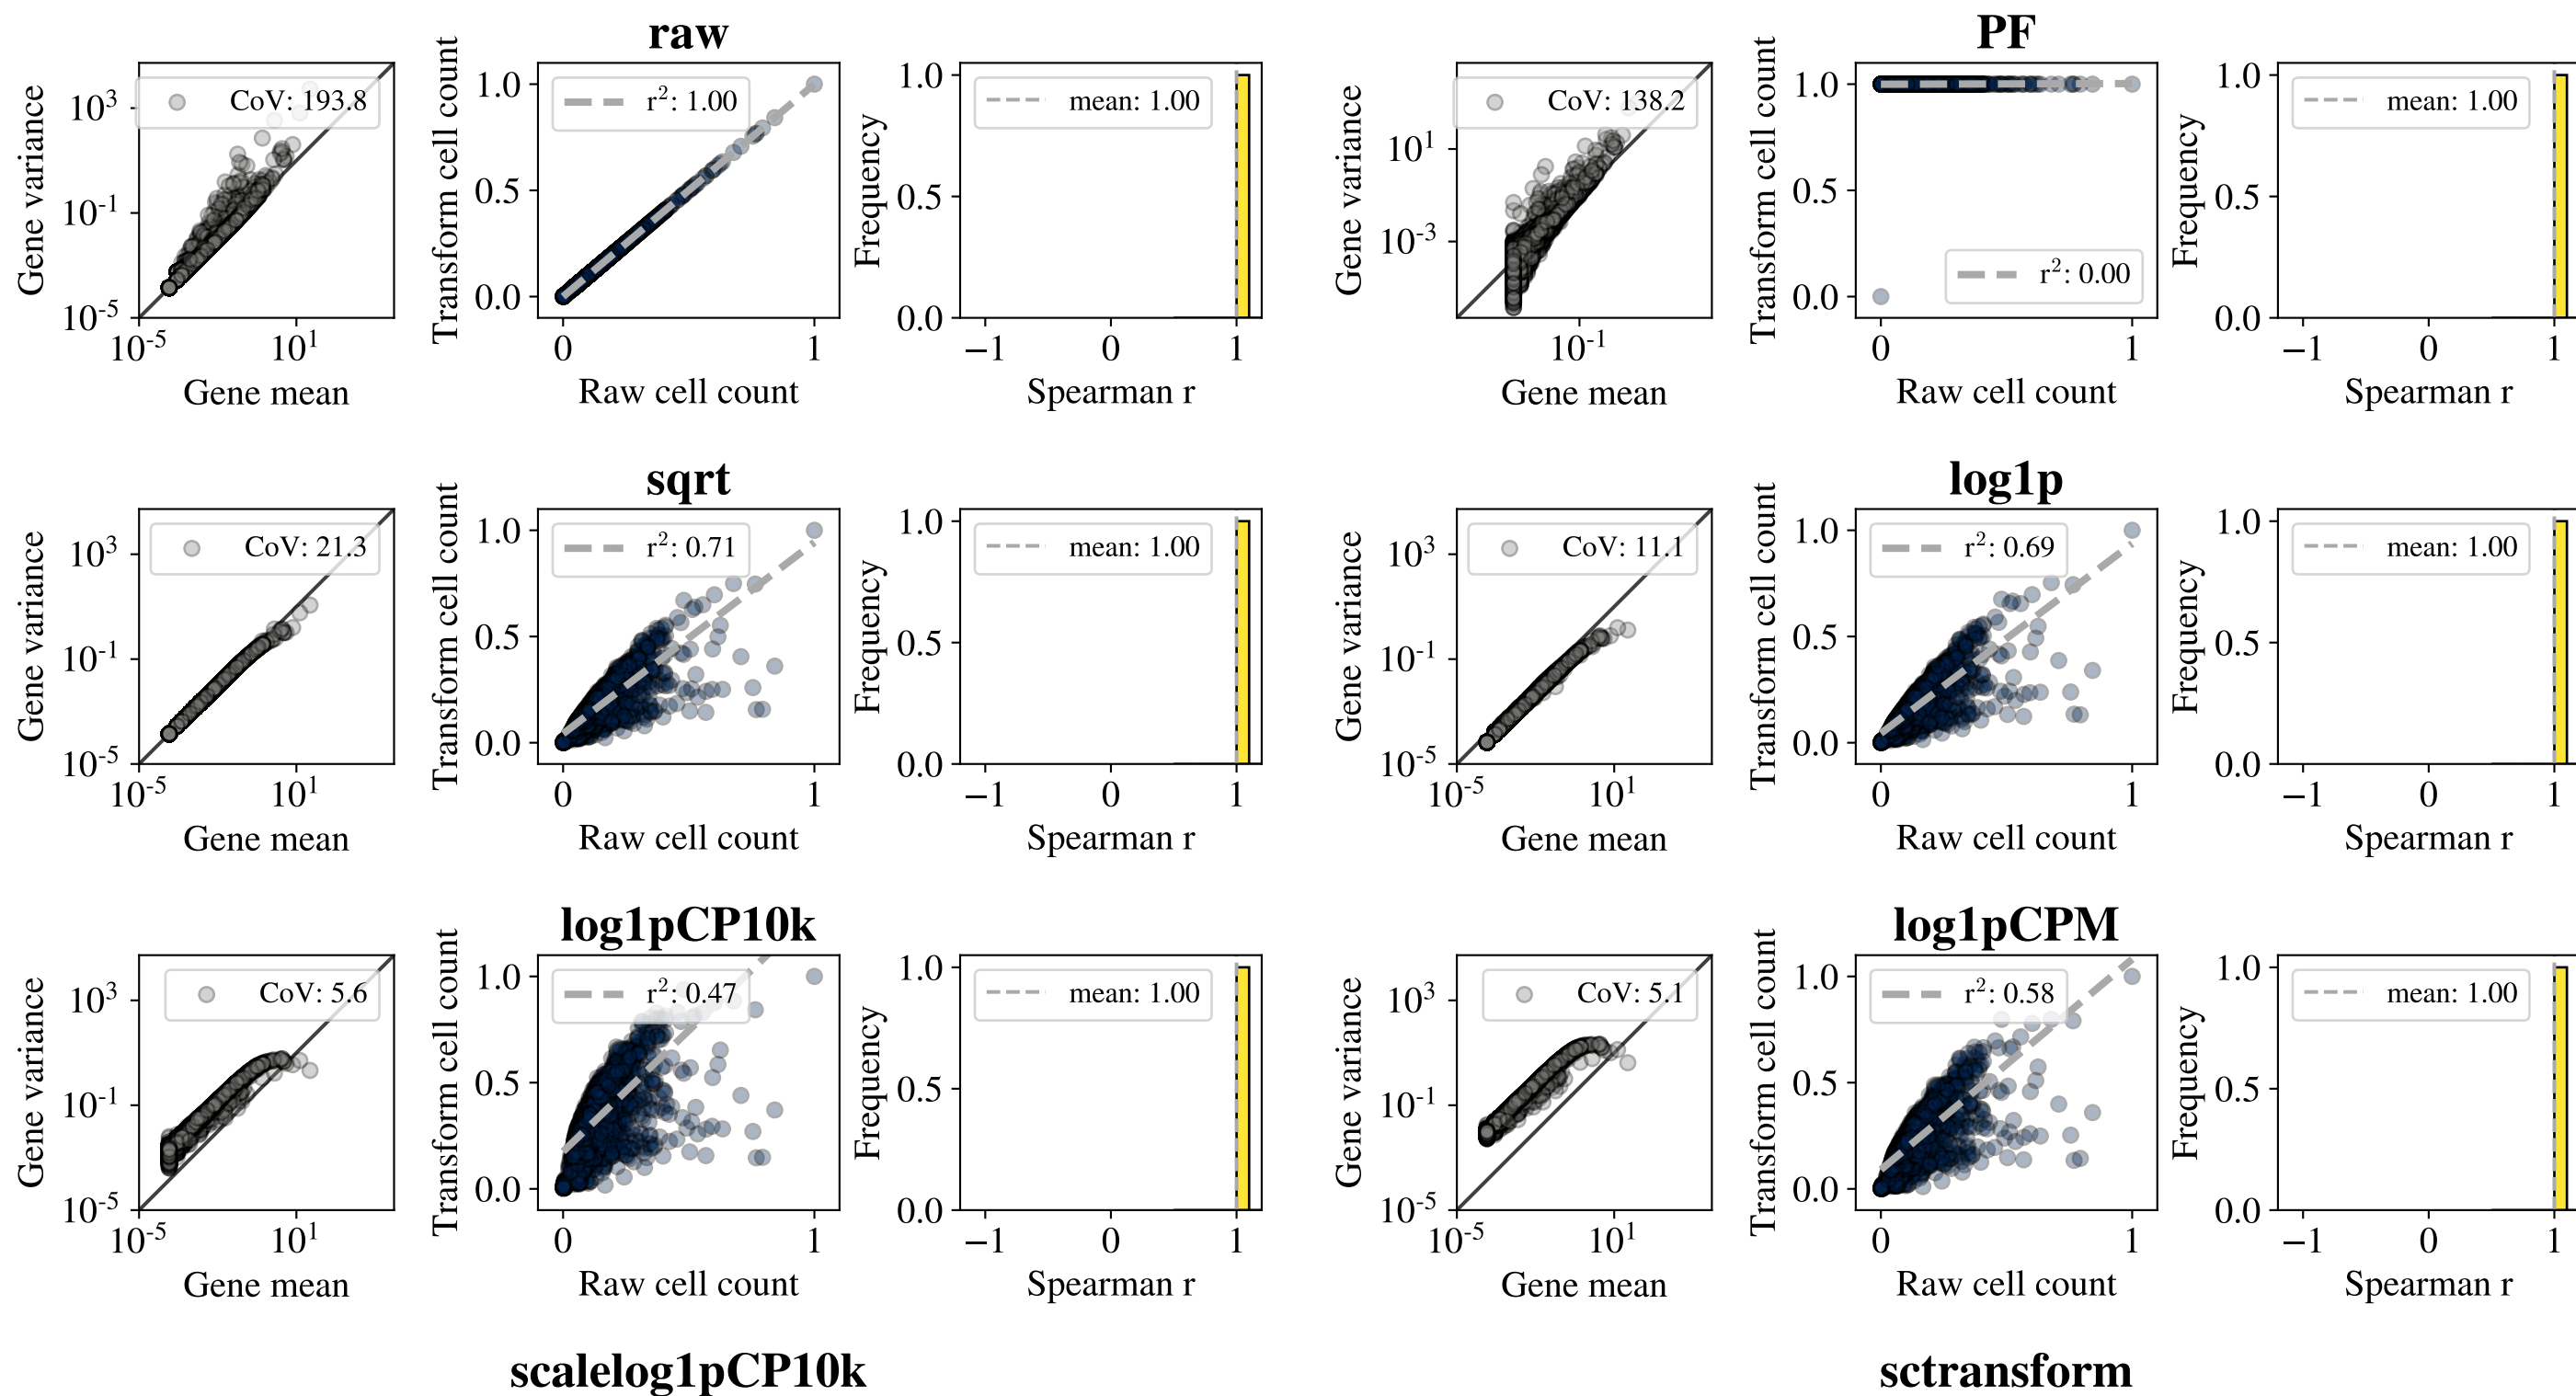 raw
Gene variance
10³
10⁻¹
10⁻⁵
CoV: 193.8
10⁻⁵
10¹
Gene mean
Transform cell count
1.0
0.5
0.0
r²: 1.00
0
1
Raw cell count
Frequency
1.0
0.5
0.0
mean: 1.00
−1
0
1
Spearman r
PF
Gene variance
10¹
10⁻³
CoV: 138.2
10⁻¹
Gene mean
Transform cell count
1.0
0.5
0.0
r²: 0.00
0
1
Raw cell count
Frequency
1.0
0.5
0.0
mean: 1.00
−1
0
1
Spearman r
sqrt
Gene variance
10³
10⁻¹
10⁻⁵
CoV: 21.3
10⁻⁵
10¹
Gene mean
Transform cell count
1.0
0.5
0.0
r²: 0.71
0
1
Raw cell count
Frequency
1.0
0.5
0.0
mean: 1.00
−1
0
1
Spearman r
log1p
Gene variance
10³
10⁻¹
10⁻⁵
CoV: 11.1
10⁻⁵
10¹
Gene mean
Transform cell count
1.0
0.5
0.0
r²: 0.69
0
1
Raw cell count
Frequency
1.0
0.5
0.0
mean: 1.00
−1
0
1
Spearman r
log1pCP10k
Gene variance
10³
10⁻¹
10⁻⁵
CoV: 5.6
10⁻⁵
10¹
Gene mean
Transform cell count
1.0
0.5
0.0
r²: 0.47
0
1
Raw cell count
Frequency
1.0
0.5
0.0
mean: 1.00
−1
0
1
Spearman r
log1pCPM
Gene variance
10³
10⁻¹
10⁻⁵
CoV: 5.1
10⁻⁵
10¹
Gene mean
Transform cell count
1.0
0.5
0.0
r²: 0.58
0
1
Raw cell count
Frequency
1.0
0.5
0.0
mean: 1.00
−1
0
1
Spearman r
scalelog1pCP10k
sctransform